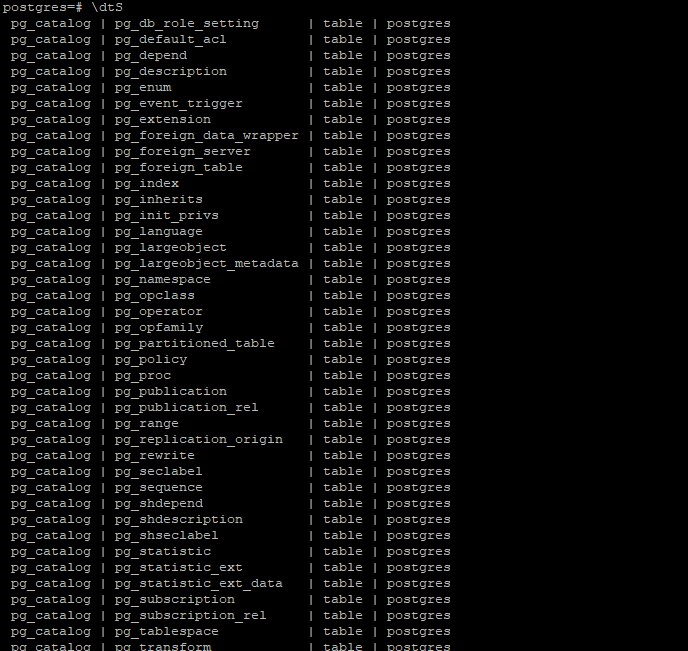 postgres=# \dtS
pg_catalog | pg_db_role_setting | table | postgres
pg_catalog | pg_default_acl | table | postgres
pg_catalog | pg_depend | table | postgres
pg_catalog | pg_description | table | postgres
pg_catalog | pg_enum | table | postgres
pg_catalog | pg_event_trigger | table | postgres
pg_catalog | pg_extension | table | postgres
pg_catalog | pg_foreign_data_wrapper | table | postgres
pg_catalog | pg_foreign_server | table | postgres
pg_catalog | pg_foreign_table | table | postgres
pg_catalog | pg_index | table | postgres
pg_catalog | pg_inherits | table | postgres
pg_catalog | pg_init_privs | table | postgres
pg_catalog | pg_language | table | postgres
pg_catalog | pg_largeobject | table | postgres
pg_catalog | pg_largeobject_metadata | table | postgres
pg_catalog | pg_namespace | table | postgres
pg_catalog | pg_opclass | table | postgres
pg_catalog | pg_operator | table | postgres
pg_catalog | pg_opfamily | table | postgres
pg_catalog | pg_partitioned_table | table | postgres
pg_catalog | pg_policy | table | postgres
pg_catalog | pg_proc | table | postgres
pg_catalog | pg_publication | table | postgres
pg_catalog | pg_publication_rel | table | postgres
pg_catalog | pg_range | table | postgres
pg_catalog | pg_replication_origin | table | postgres
pg_catalog | pg_rewrite | table | postgres
pg_catalog | pg_seclabel | table | postgres
pg_catalog | pg_sequence | table | postgres
pg_catalog | pg_shdepend | table | postgres
pg_catalog | pg_shdescription | table | postgres
pg_catalog | pg_shseclabel | table | postgres
pg_catalog | pg_statistic | table | postgres
pg_catalog | pg_statistic_ext | table | postgres
pg_catalog | pg_statistic_ext_data | table | postgres
pg_catalog | pg_subscription | table | postgres
pg_catalog | pg_subscription_rel | table | postgres
pg_catalog | pg_tablespace | table | postgres
pg_catalog | pg_transform | table | postgres